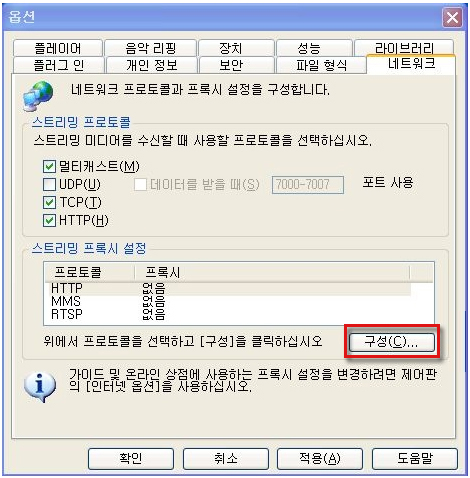 옵션
플레이어 음악 리핑 장치 성능 라이브러리
플러그 인 개인 정보 보안 파일 형식 네트워크
네트워크 프로토콜과 프록시 설정을 구성합니다.
스트리밍 프로토콜
스트리밍 미디어를 수신할 때 사용할 프로토콜을 선택하십시오.
멀티캐스트(M)
UDP(U) 데이터를 받을 때(S) 7000-7007 포트 사용
TCP(T)
HTTP(H)
스트리밍 프록시 설정
프로토콜 프록시
HTTP 없음
MMS 없음
RTSP 없음
위에서 프로토콜을 선택하고 [구성]을 클릭하십시오 구성(C)...
가이드 및 온라인 상점에 사용하는 프록시 설정을 변경하려면 제어판
의 [인터넷 옵션]을 사용하십시오.
확인 취소 적용(A) 도움말